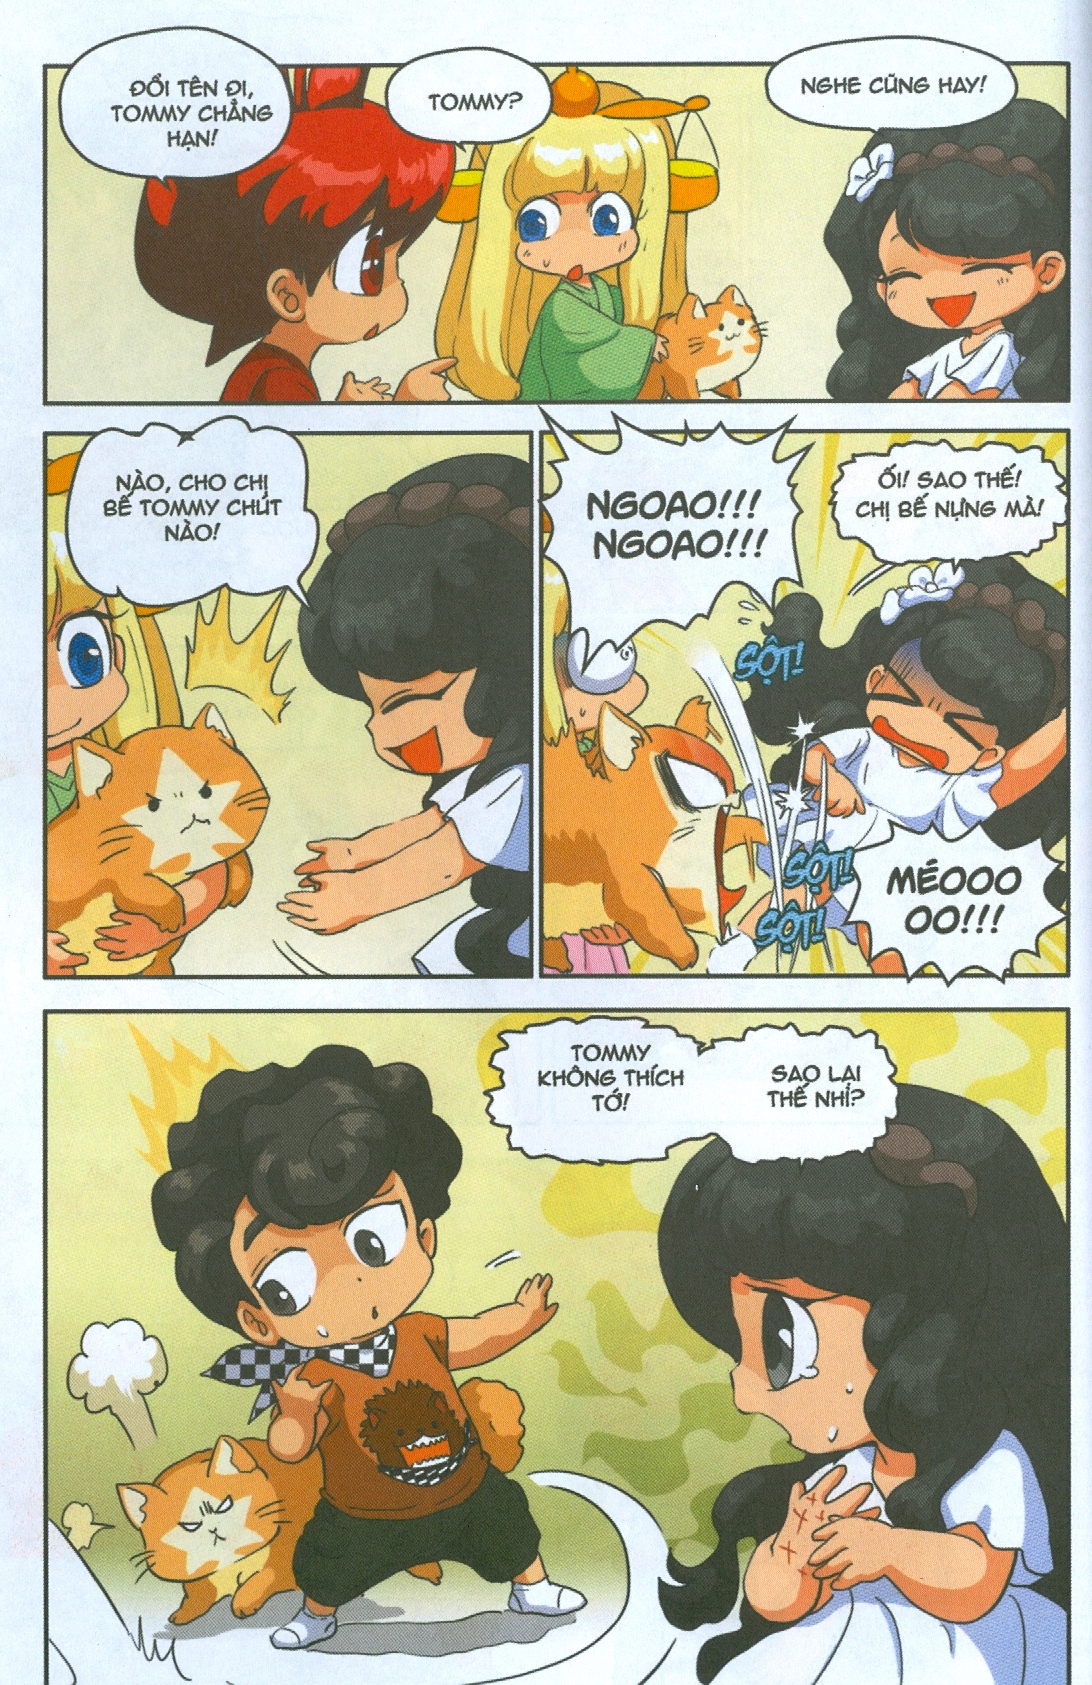 ĐỔI TÊN ĐI,
TOMMY CHẲNG
HẠN!
TOMMY?
NGHE CŨNG HAY!
NÀO, CHO CHỊ
BẾ TOMMY CHÚT
NÀO!
NGOAO!!!
NGOAO!!!
ỐI! SAO THẾ!
CHỊ BẾ NỰNG MÀ!
SỘT!
SỘT!
SỘT!
MÉOOO
OO!!!
TOMMY
KHÔNG THÍCH
TỚ!
SAO LẠI
THẾ NHỈ?